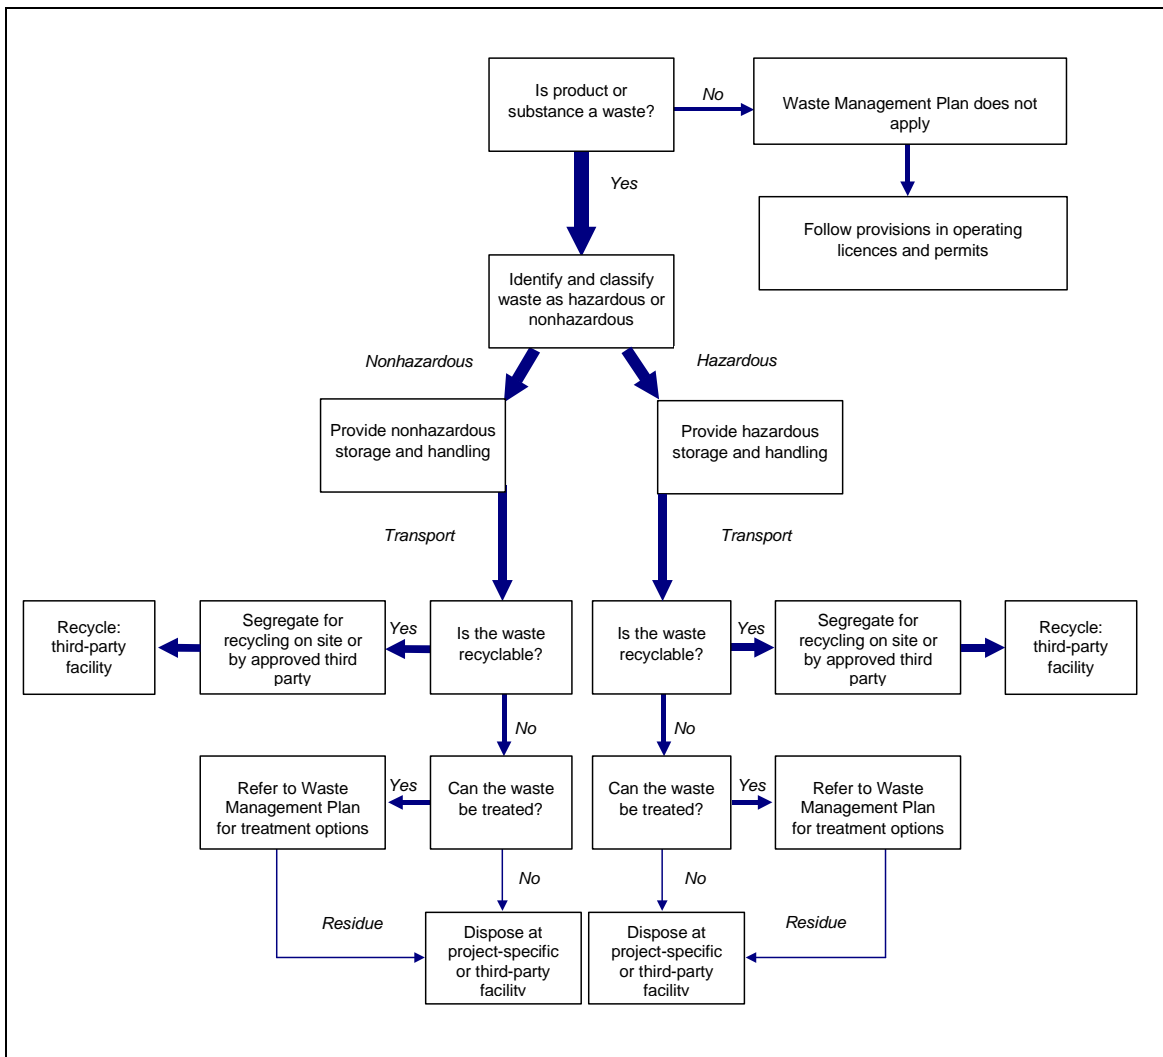 Is product or
substance a waste?
No
Waste Management Plan does not
apply
Yes
Follow provisions in operating
licences and permits
Identify and classify
waste as hazardous or
nonhazardous
Nonhazardous
Hazardous
Provide nonhazardous
storage and handling
Provide hazardous
storage and handling
Transport
Transport
Recycle:
third-party
facility
Segregate for
recycling on site or
by approved third
party
Yes
Is the waste
recyclable?
Is the waste
recyclable?
Yes
Segregate for
recycling on site or
by approved third
party
Recycle:
third-party
facility
No
No
Refer to Waste
Management Plan
for treatment options
Yes
Can the waste
be treated?
Can the waste
be treated?
Yes
Refer to Waste
Management Plan
for treatment options
No
No
Residue
Residue
Dispose at
project-specific
or third-party
facility
Dispose at
project-specific
or third-party
facility